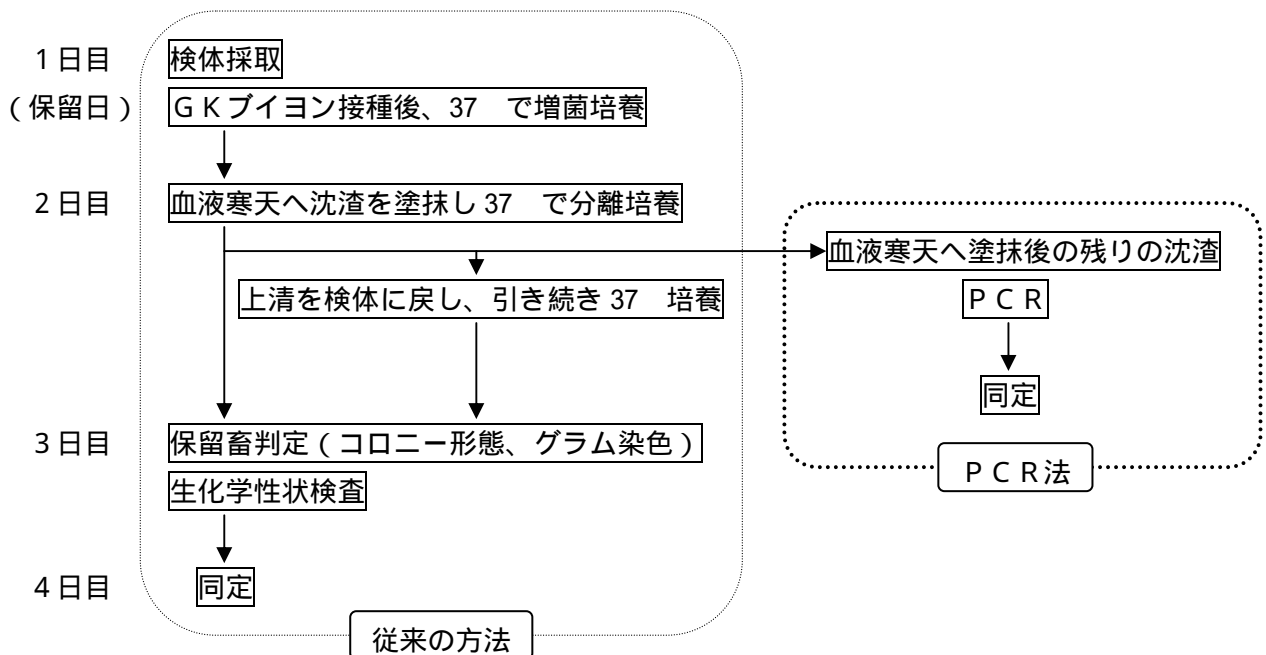 1日目
検体採取
(保留日)
GKブイヨン接種後、37 で増菌培養
2日目
血液寒天へ沈渣を塗抹し 37 で分離培養
血液寒天へ塗抹後の残りの沈渣
上清を検体に戻し、引き続き 37 培養
PCR
同定
3日目
保留畜判定(コロニー形態、グラム染色)
生化学性状検査
PCR法
4日目
同定
従来の方法